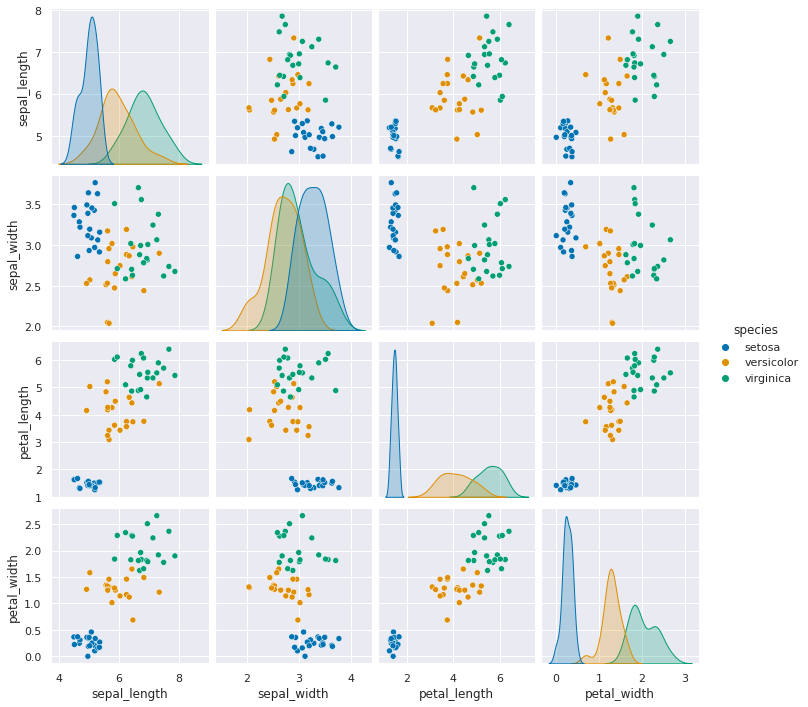 8
7
6
5
sepal_length
3.5
3.0
2.5
2.0
sepal_width
6
5
4
3
2
1
petal_length
2.5
2.0
1.5
1.0
0.5
0.0
petal_width
4 6 8
sepal_length
2 3 4
sepal_width
2 4 6
petal_length
0 1 2 3
petal_width
species
setosa
versicolor
virginica